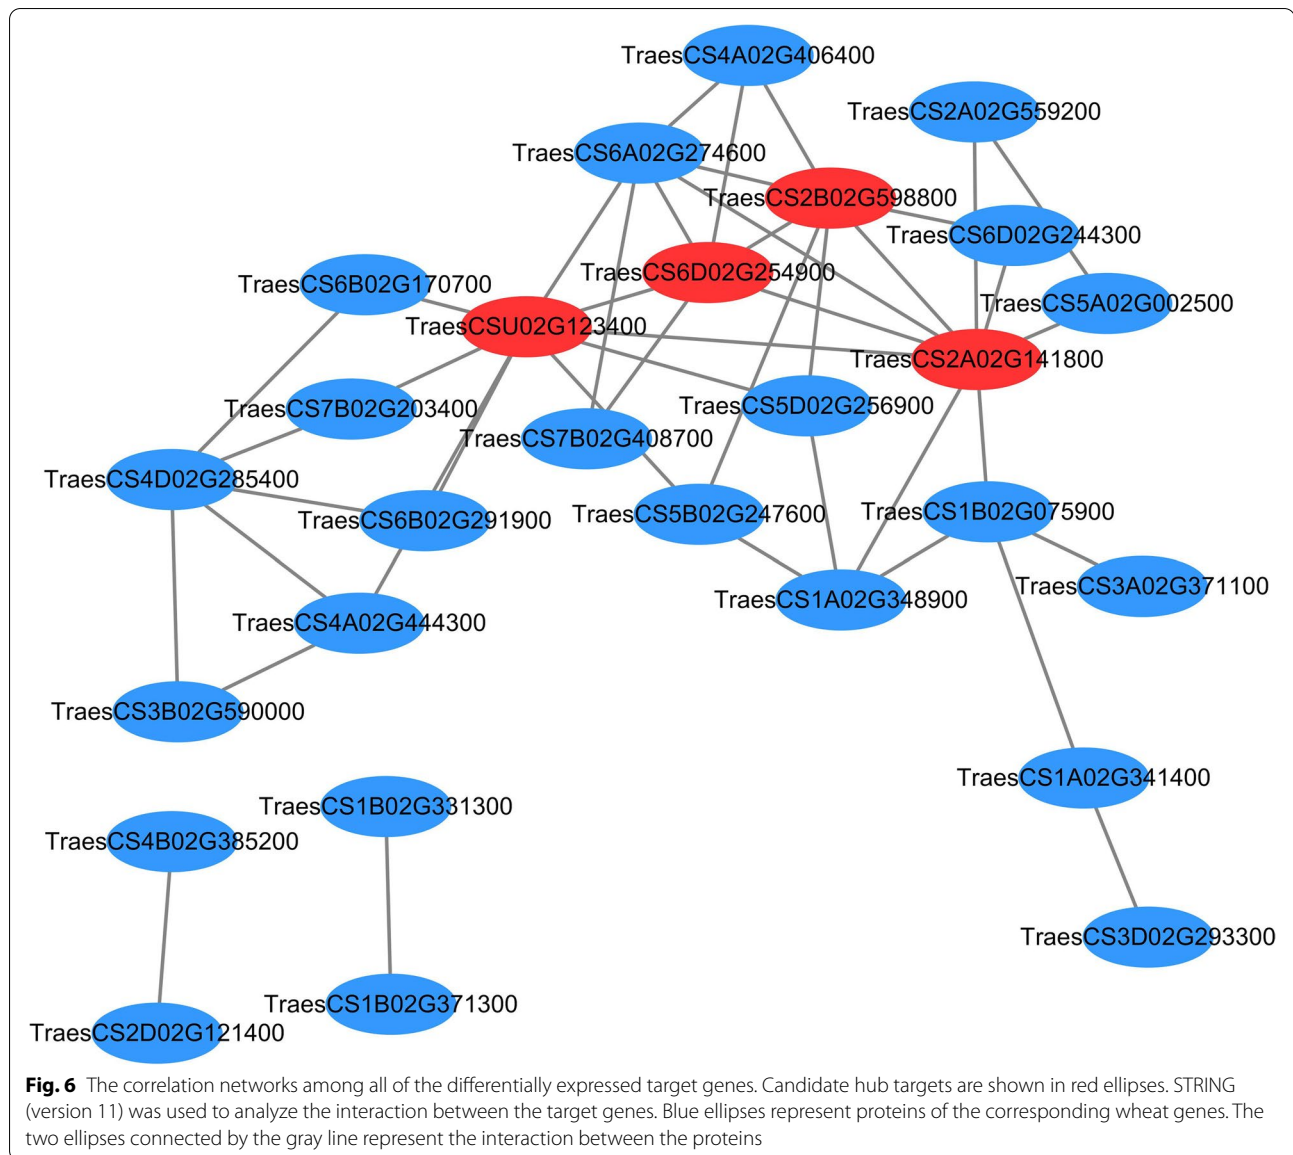 TraesCS4A02G406400
TraesCS2A02G559200
TraesCS6A02G274600
TraesCS2B02G598800
TraesCS6D02G244300
TraesCS6D02G254900
TraesCS6B02G170700
TraesCS5A02G002500
TraesCSU02G123400
TraesCS2A02G141800
TraesCS7B02G203400
TraesCS5D02G256900
TraesCS7B02G408700
TraesCS4D02G285400
TraesCS6B02G291900
TraesCS5B02G247600
TraesCS1B02G075900
TraesCS3A02G371100
TraesCS1A02G348900
TraesCS4A02G444300
TraesCS3B02G590000
TraesCS1A02G341400
TraesCS1B02G331300
TraesCS4B02G385200
TraesCS3D02G293300
TraesCS1B02G371300
TraesCS2D02G121400
Fig. 6 The correlation networks among all of the differentially expressed target genes. Candidate hub targets are shown in red ellipses. STRING
(version 11) was used to analyze the interaction between the target genes. Blue ellipses represent proteins of the corresponding wheat genes. The
two ellipses connected by the gray line represent the interaction between the proteins